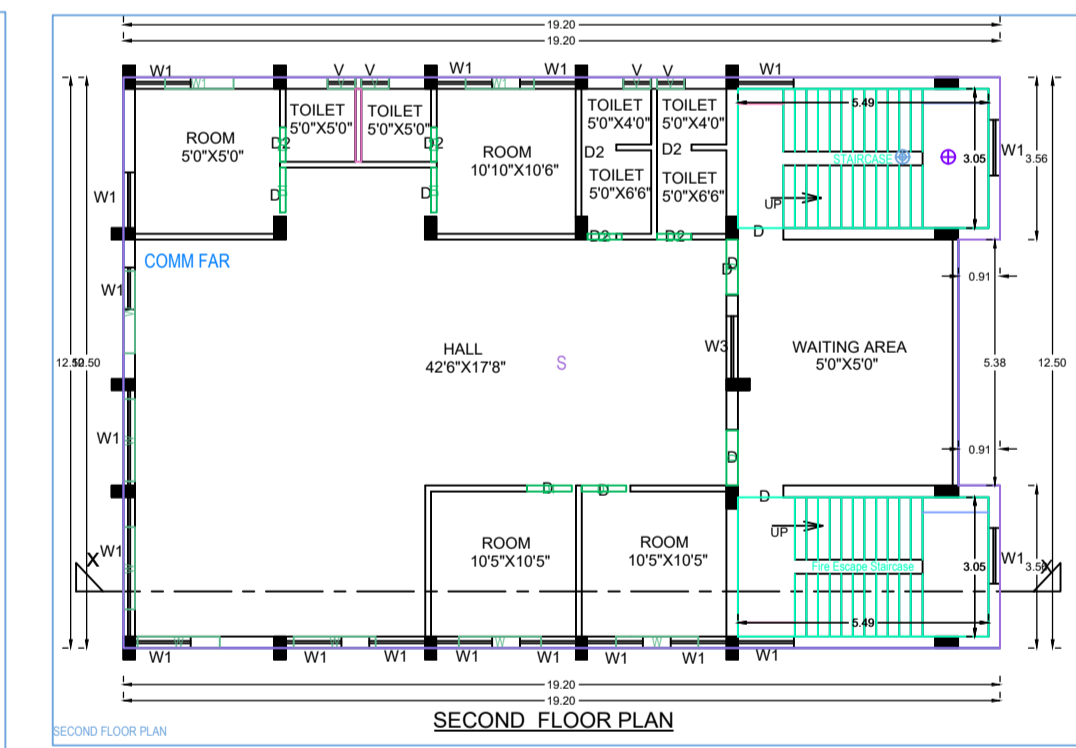 19.20
19.20
W1
V
V
W1
W1
V
V
W1
W1
W1
TOILET
5'0"X5'0"
TOILET
5'0"X5'0"
TOILET
5'0"X4'0"
TOILET
5'0"X4'0"
5.49
ROOM
5'0"X5'0"
D2
D2
ROOM
10'10"X10'6"
D2
D2
STAIRCASE
3.05
W1
3.56
TOILET
5'0"X6'6"
TOILET
5'0"X6'6"
W1
D
D
UP
D2
D2
D
COMM FAR
D
D
0.91
W1
HALL
42'6"X17'8"
S
W3
WAITING AREA
5'0"X5'0"
12.50
12.50
5.38
12.50
W1
D
0.91
D
D
D
W1
X
ROOM
10'5"X10'5"
ROOM
10'5"X10'5"
UP
Fire Escape Staircase
3.05
W1
3.56
X
5.49
W
W
W
W1
W1
W1
W1
W1
W1
W1
W1
19.20
19.20
SECOND FLOOR PLAN
SECOND FLOOR PLAN